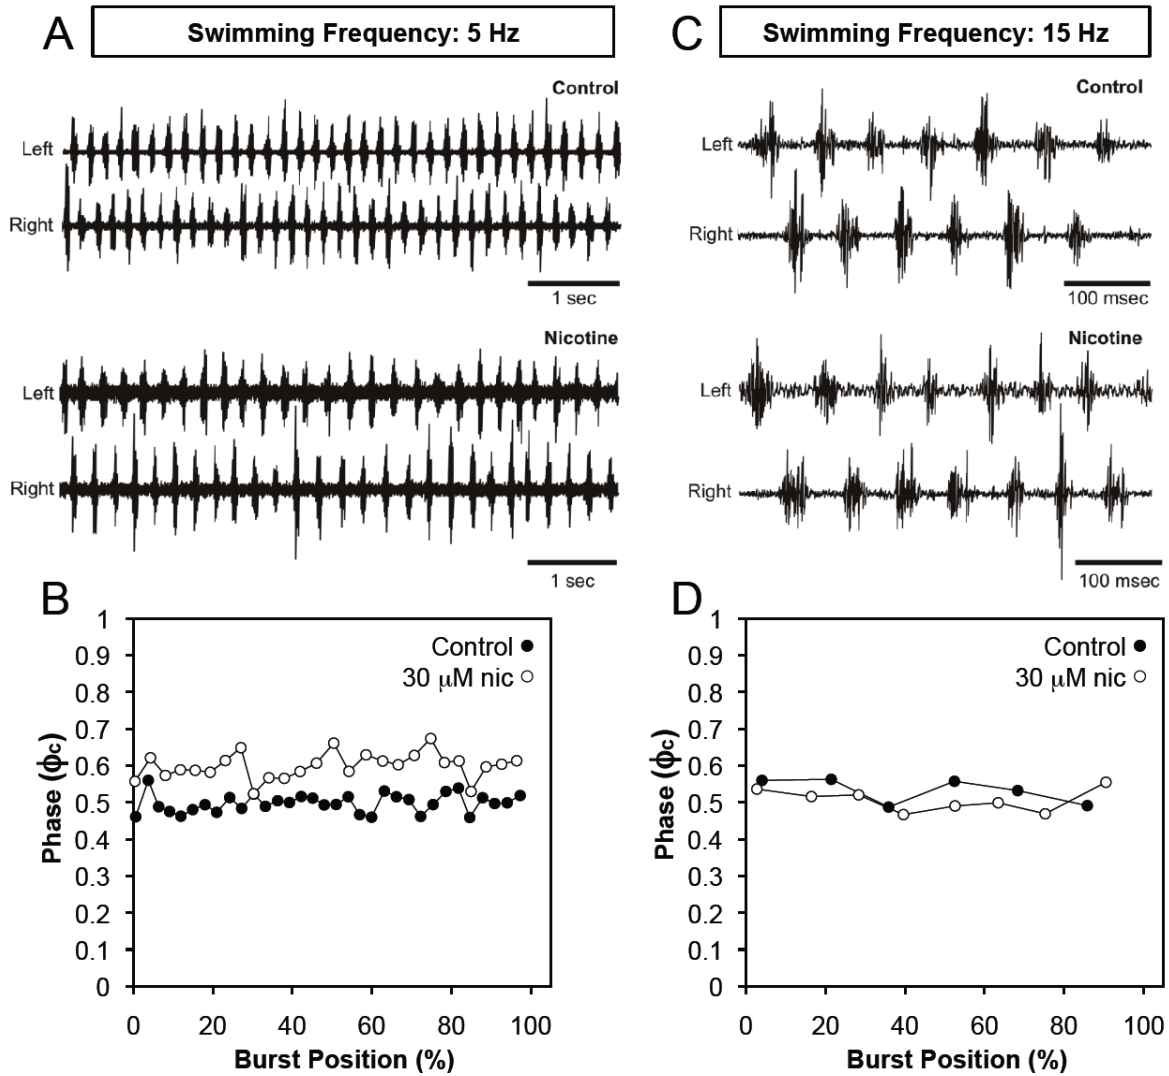 A
Swimming Frequency: 5 Hz
Control
Left
Right
1 sec
Nicotine
Left
Right
1 sec
B
1
0.9
0.8
0.7
0.6
0.5
0.4
0.3
0.2
0.1
0
Phase (ϕc)
Control
30 μM nic
0 20 40 60 80 100
Burst Position (%)
C
Swimming Frequency: 15 Hz
Control
Left
Right
100 msec
Nicotine
Left
Right
100 msec
D
1
0.9
0.8
0.7
0.6
0.5
0.4
0.3
0.2
0.1
0
Phase (ϕc)
Control
30 μM nic
0 20 40 60 80 100
Burst Position (%)